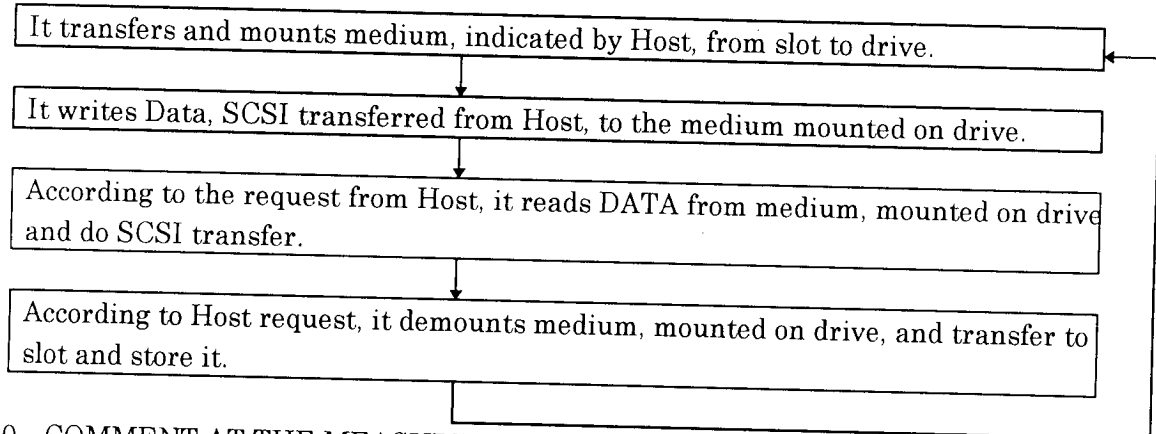 It transfers and mounts medium, indicated by Host, from slot to drive.
It writes Data, SCSI transferred from Host, to the medium mounted on drive.
According to the request from Host, it reads DATA from medium, mounted on drive
and do SCSI transfer.
According to Host request, it demounts medium, mounted on drive, and transfer to
slot and store it.
COMMENT AT THE